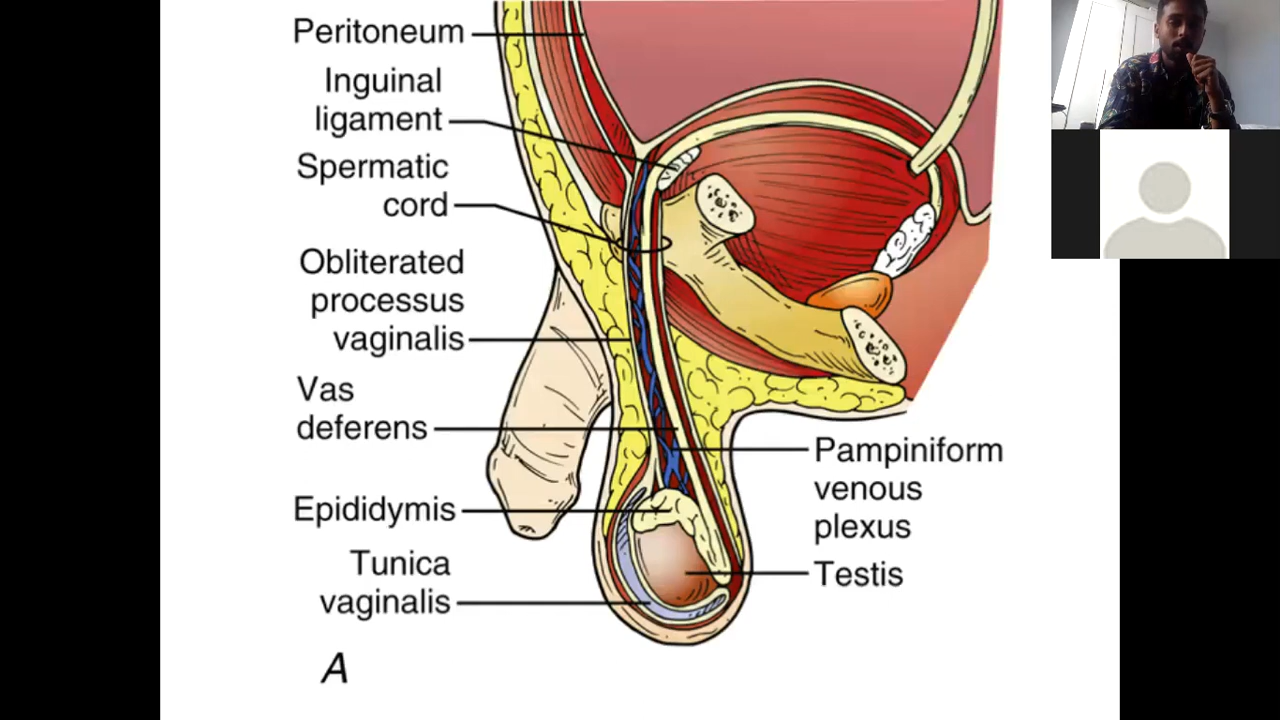 Peritoneum
Inguinal
ligament
Spermatic
cord
Obliterated
processus
vaginalis
Vas
deferens
Epididymis
Tunica
vaginalis
Pampiniform
venous
plexus
Testis
A